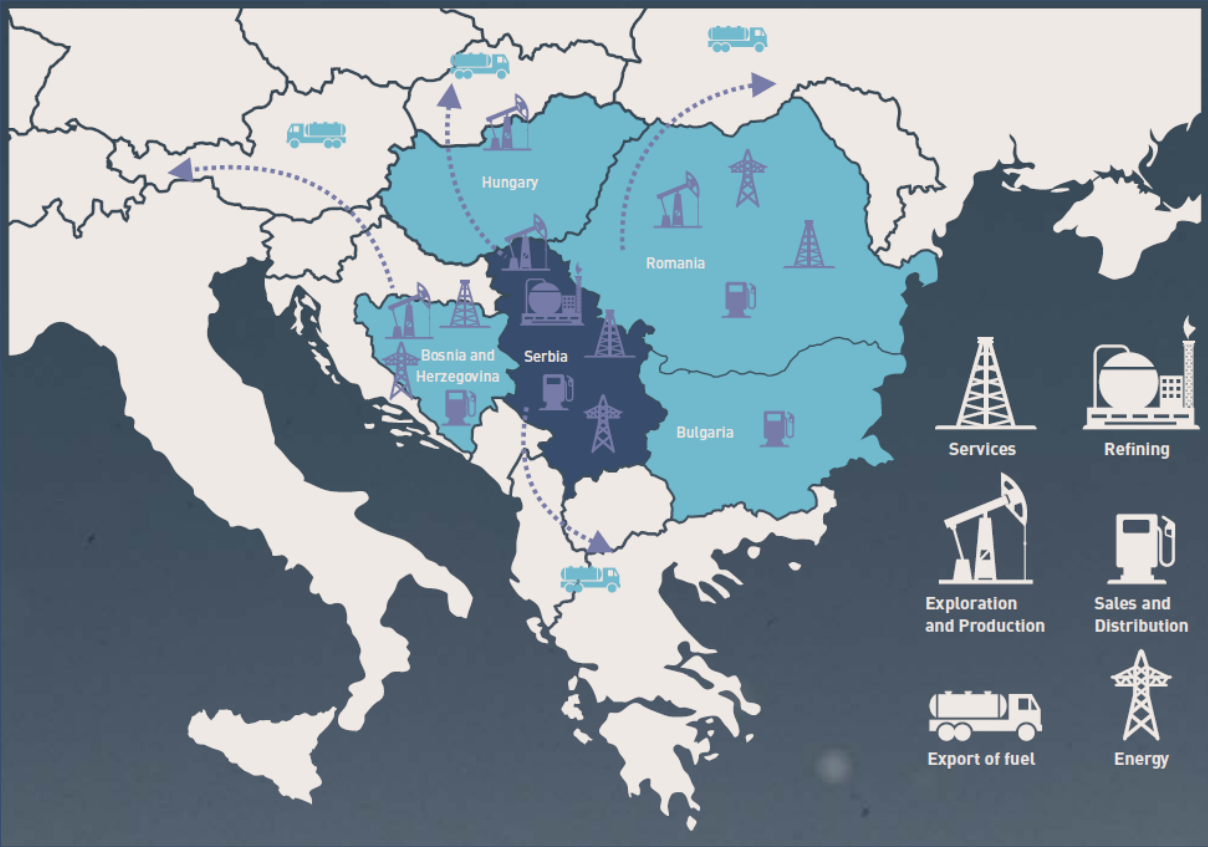 Hungary
Romania
Bosnia and
Herzegovina
Serbia
Bulgaria
Services
Refining
Exploration
and Production
Sales and
Distribution
Export of fuel
Energy